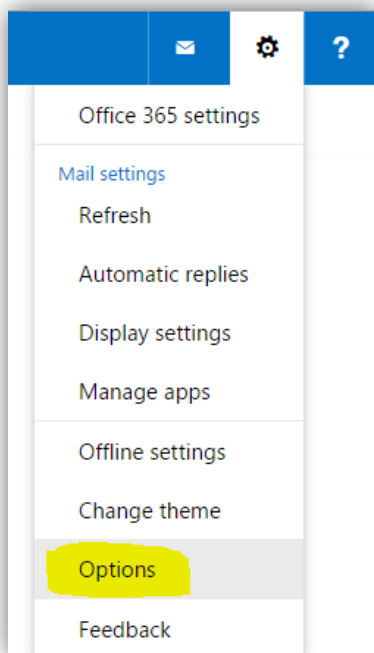 ?
Office 365 settings
Mail settings
Refresh
Automatic replies
Display settings
Manage apps
Offline settings
Change theme
Options
Feedback